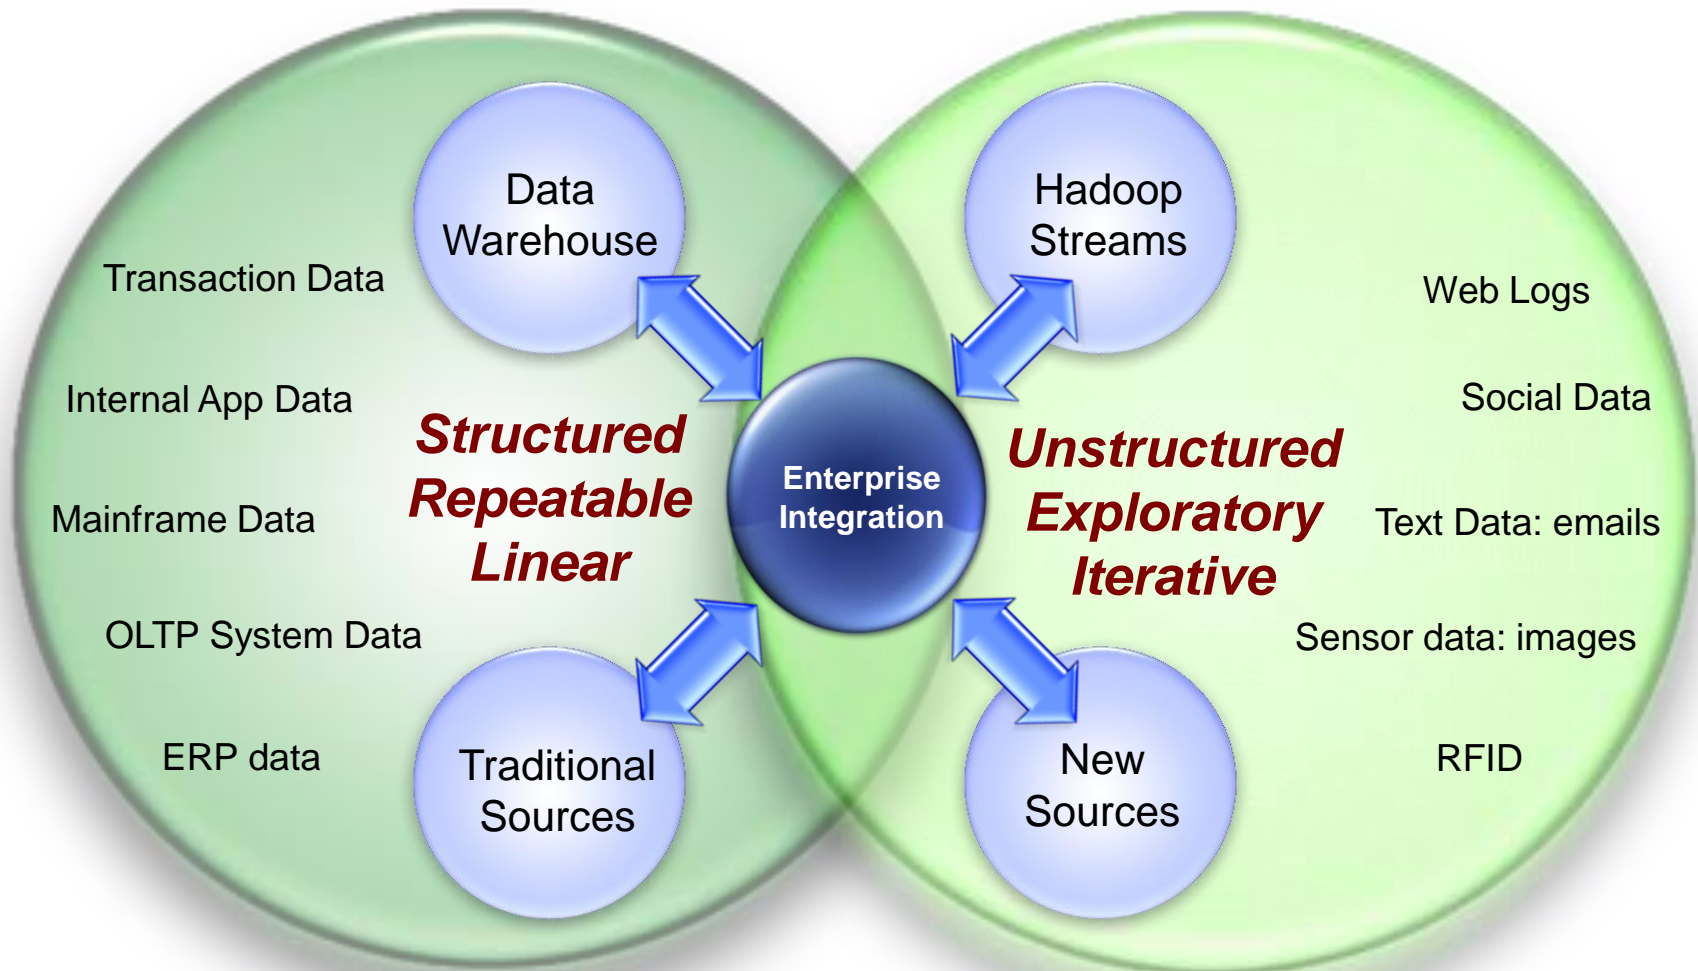 Data
Warehouse
Transaction Data
Internal App Data
Structured
Repeatable
Linear
Mainframe Data
OLTP System Data
ERP data
Traditional
Sources
Enterprise
Integration
Hadoop
Streams
Web Logs
Social Data
Unstructured
Exploratory
Iterative
Text Data: emails
Sensor data: images
RFID
New
Sources